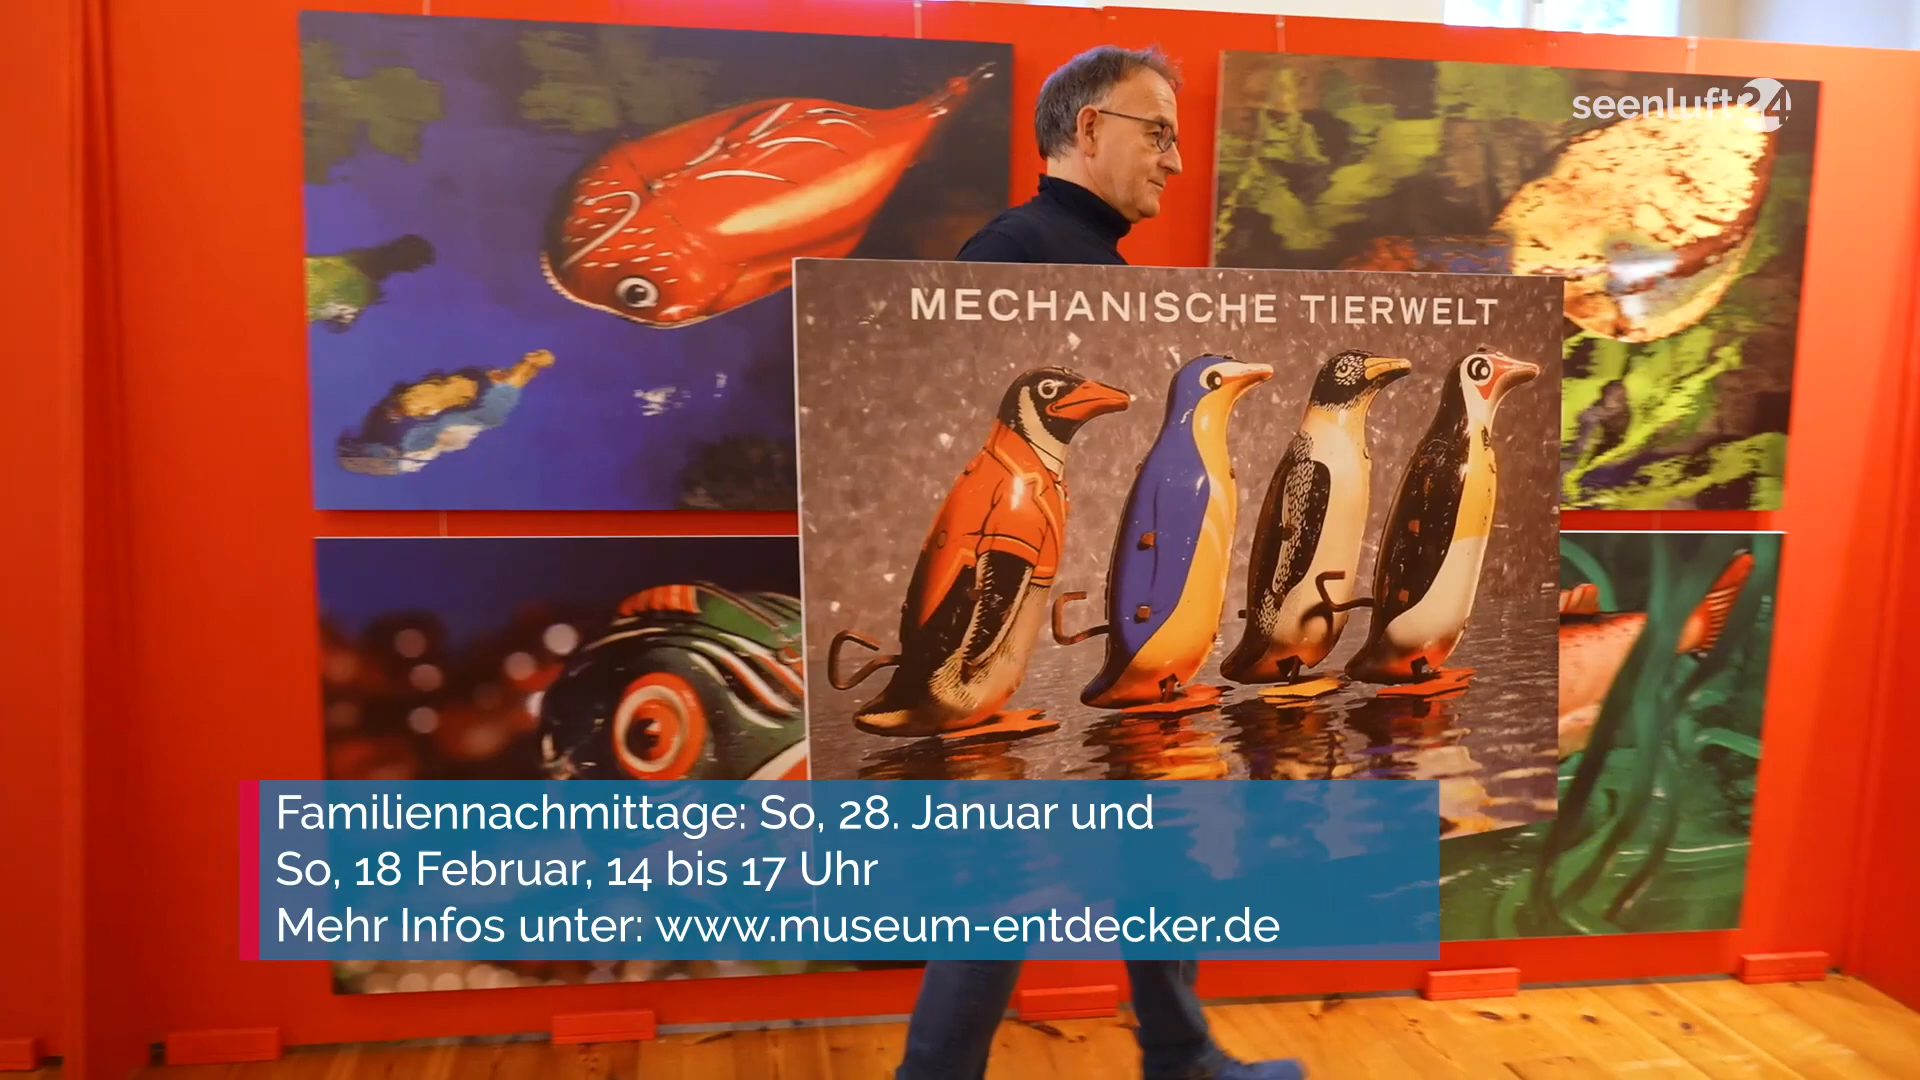 seenluft24
MECHANISCHE TIERWELT
Familiennachmittage: So, 28. Januar und
So, 18 Februar, 14 bis 17 Uhr
Mehr Infos unter: www.museum-entdecker.de